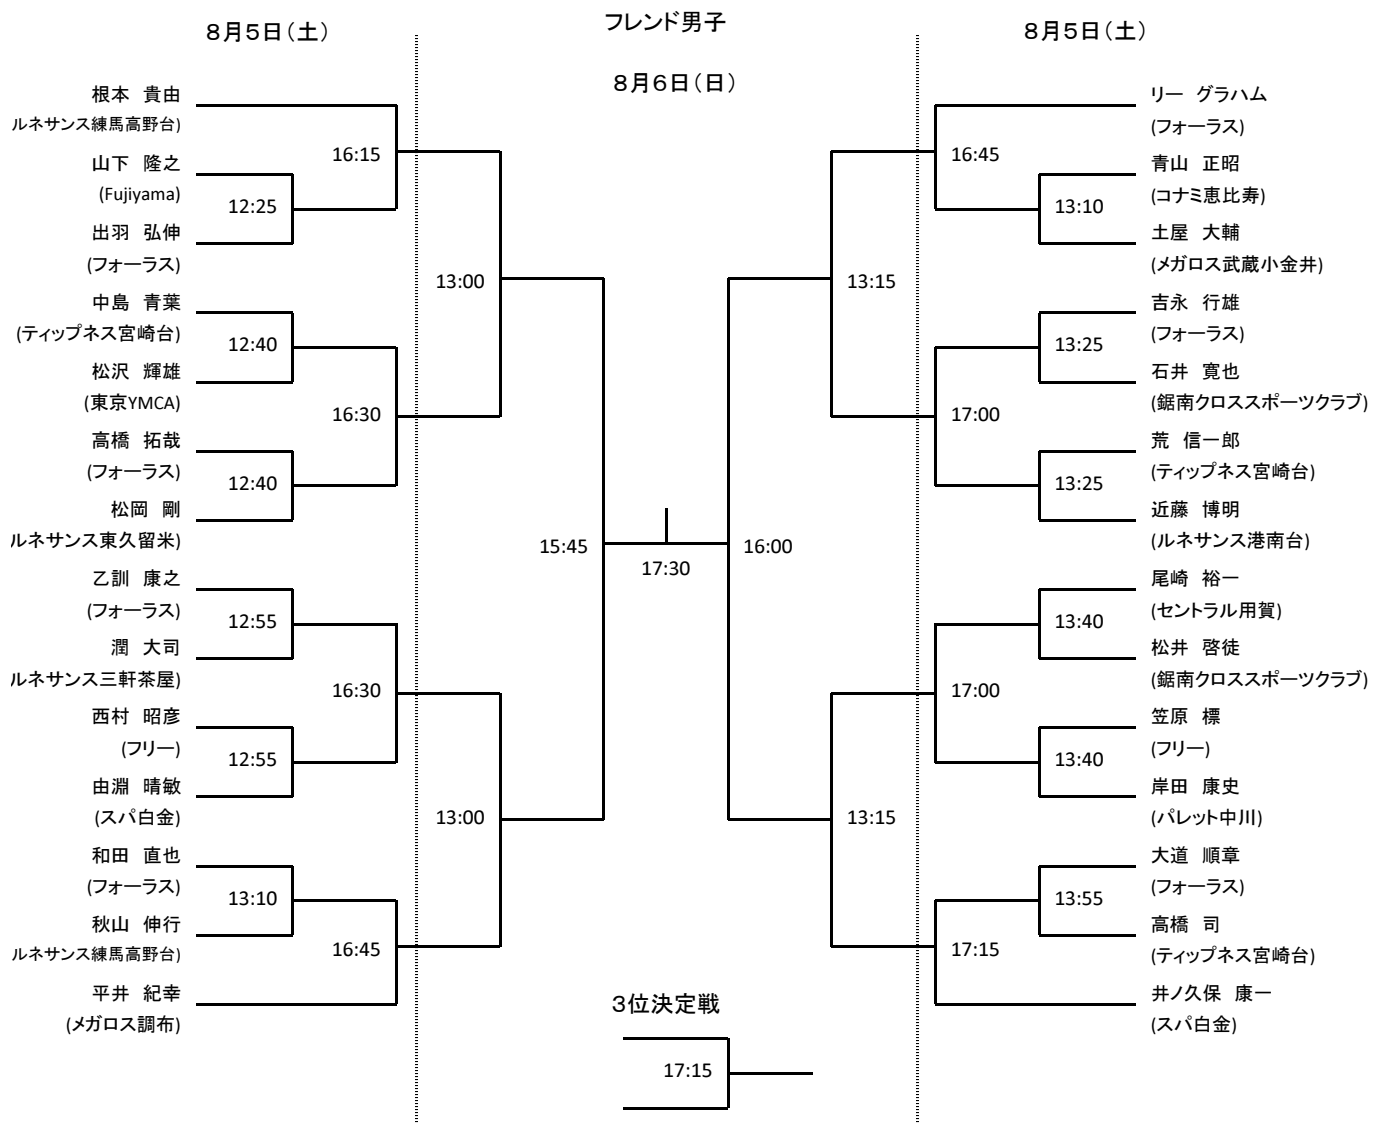 フレンド男子
8月5日(土)
8月6日(日)
8月5日(土)
根本 貴由
ルネサンス練馬高野台)
16:15
山下 隆之
(Fujiyama)
12:25
出羽 弘伸
(フォーラス)
13:00
中島 青葉
(ティップネス宮崎台)
12:40
松沢 輝雄
(東京YMCA)
16:30
高橋 拓哉
(フォーラス)
12:40
松岡 剛
ルネサンス東久留米)
15:45
乙訓 康之
(フォーラス)
12:55
潤 大司
ルネサンス三軒茶屋)
16:30
西村 昭彦
(フリー)
12:55
由淵 晴敏
(スパ白金)
13:00
和田 直也
(フォーラス)
13:10
秋山 伸行
ルネサンス練馬高野台)
16:45
平井 紀幸
(メガロス調布)
17:30
リー グラハム
(フォーラス)
16:45
青山 正昭
(コナミ恵比寿)
13:10
土屋 大輔
(メガロス武蔵小金井)
13:15
吉永 行雄
(フォーラス)
13:25
石井 寛也
(鋸南クロススポーツクラブ)
17:00
荒 信一郎
(ティップネス宮崎台)
13:25
近藤 博明
(ルネサンス港南台)
16:00
尾崎 裕一
(セントラル用賀)
13:40
松井 啓徒
(鋸南クロススポーツクラブ)
17:00
笠原 標
(フリー)
13:40
岸田 康史
(パレット中川)
13:15
大道 順章
(フォーラス)
13:55
高橋 司
(ティップネス宮崎台)
17:15
井ノ久保 康一
(スパ白金)
3位決定戦
17:15